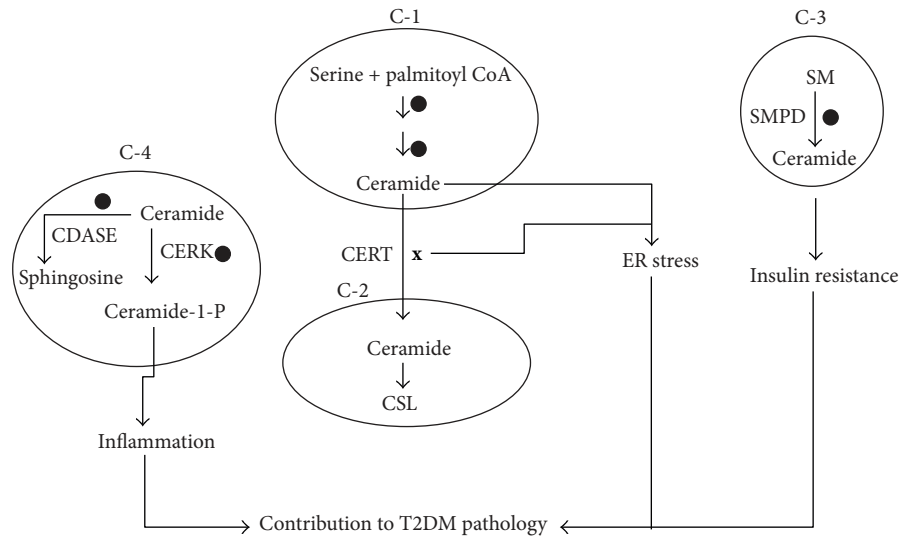 C-1
C-3
Serine + palmitoyl CoA
SM
SMPD
Ceramide
C-4
Ceramide
Ceramide
CDASE
CERK
Sphingosine
CERT
x
ER stress
Insulin resistance
Ceramide-1-P
C-2
Ceramide
CSL
Inflammation
Contribution to T2DM pathology